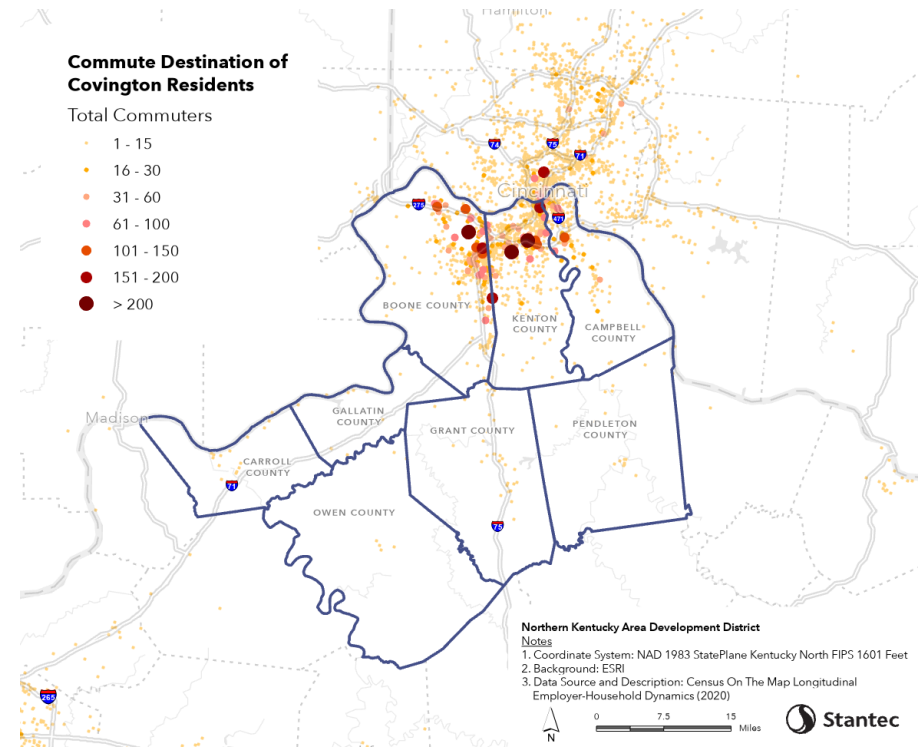 Hamilton
Commute Destination of
Covington Residents
Total Commuters
1 - 15
16 - 30
31 - 60
61 - 100
101 - 150
151 - 200
> 200
74
75
71
Cincinnati
275
471
BOONE COUNTY
KENTON
COUNTY
CAMPBELL
COUNTY
Madison
GALLATIN
COUNTY
GRANT COUNTY
PENDLETON
COUNTY
CARROLL
COUNTY
71
OWEN COUNTY
75
265
Northern Kentucky Area Development District
Notes
1. Coordinate System: NAD 1983 StatePlane Kentucky North FIPS 1601 Feet
2. Background: ESRI
3. Data Source and Description: Census On The Map Longitudinal
Employer-Household Dynamics (2020)
N
0 7.5 15
Miles
Stantec